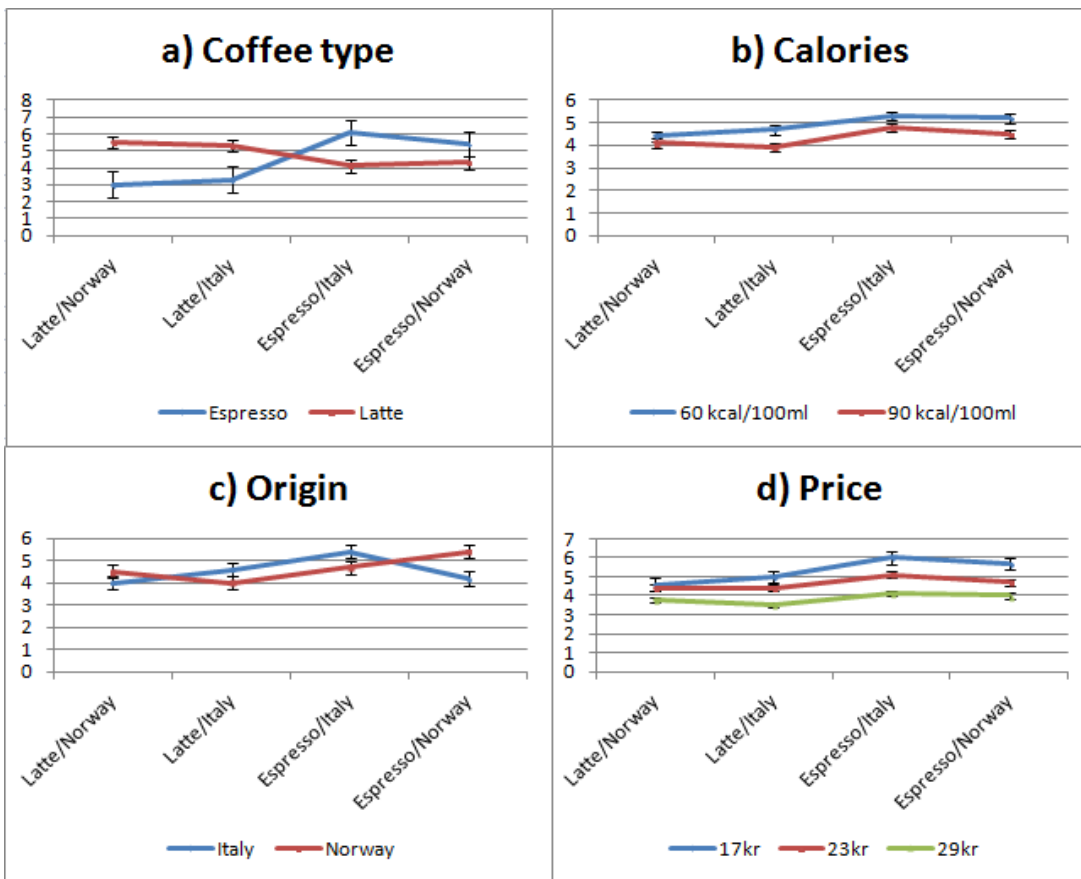 a) Coffee type
8
7
6
5
4
3
2
1
0
Latte/Norway
Latte/Italy
Espresso/Italy
Espresso/Norway
Espresso
Latte
b) Calories
6
5
4
3
2
1
0
Latte/Norway
Latte/Italy
Espresso/Italy
Espresso/Norway
60 kcal/100ml
90 kcal/100ml
c) Origin
6
5
4
3
2
1
0
Latte/Norway
Latte/Italy
Espresso/Italy
Espresso/Norway
Italy
Norway
d) Price
7
6
5
4
3
2
1
0
Latte/Norway
Latte/Italy
Espresso/Italy
Espresso/Norway
17kr
23kr
29kr